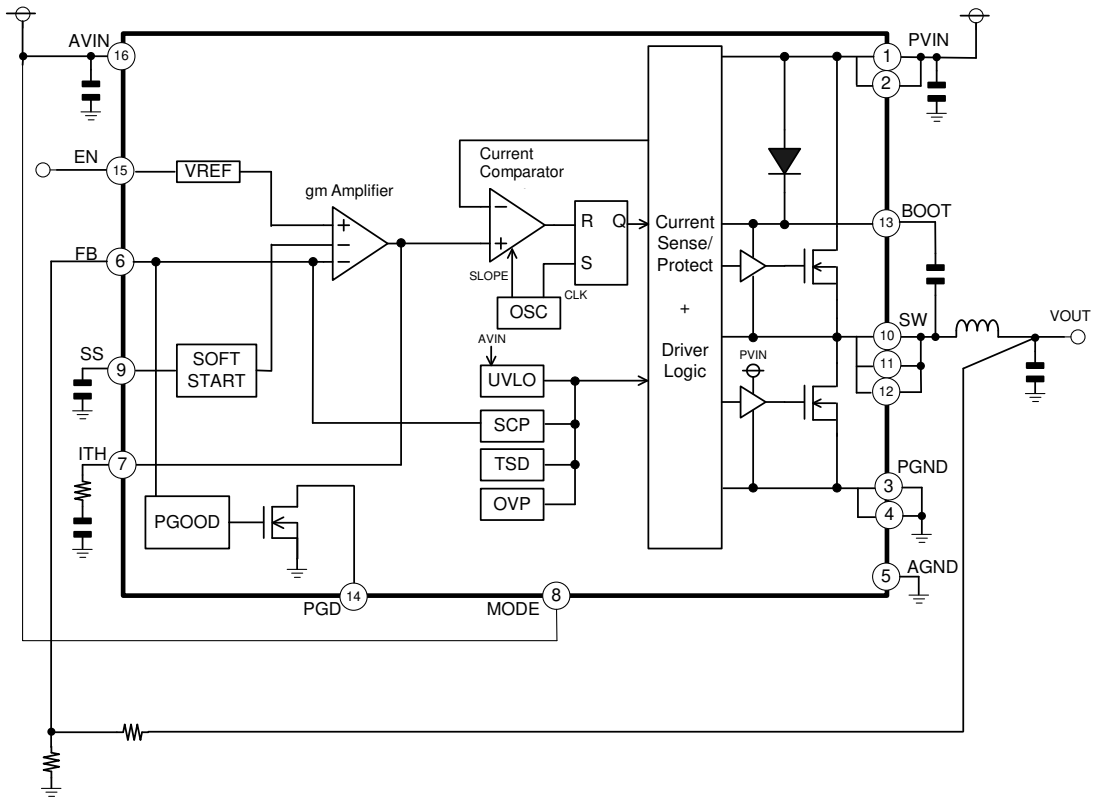 AVIN
16
PVIN
1
2
EN
15
VREF
gm Amplifier
+
−
−
Current
Comparator
−
+
R
Q
S
SLOPE
CLK
OSC
Current
Sense/
Protect
+
Driver
Logic
13
BOOT
FB
6
SS
9
SOFT
START
AVIN
UVLO
SCP
TSD
OVP
PVIN
10
SW
11
12
VOUT
ITH
7
PGOOD
PGND
3
4
5
AGND
PGD
14
MODE
8